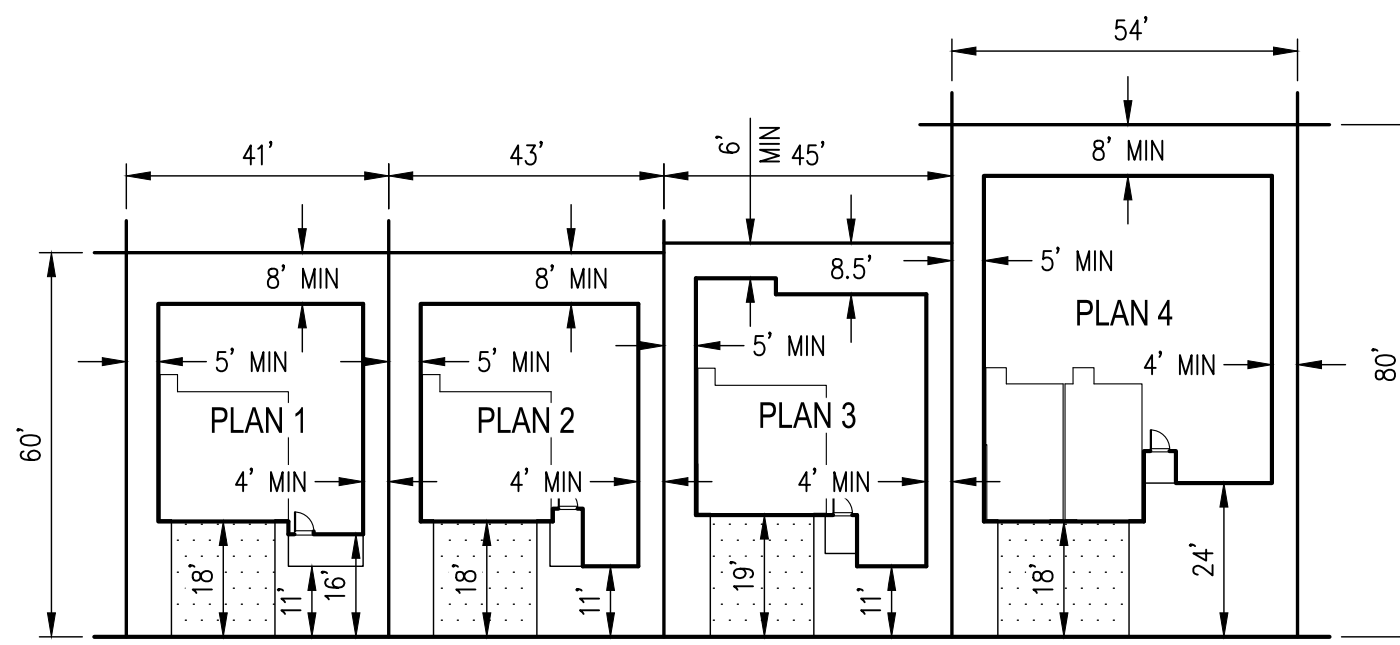 54'
41'
43'
6' MIN
45'
8' MIN
8' MIN
8' MIN
8.5'
5' MIN
PLAN 4
5' MIN
5' MIN
5' MIN
4' MIN
80'
60'
PLAN 1
PLAN 2
PLAN 3
4' MIN
4' MIN
4' MIN
18'
11'
16'
18'
11'
19'
11'
18'
24'